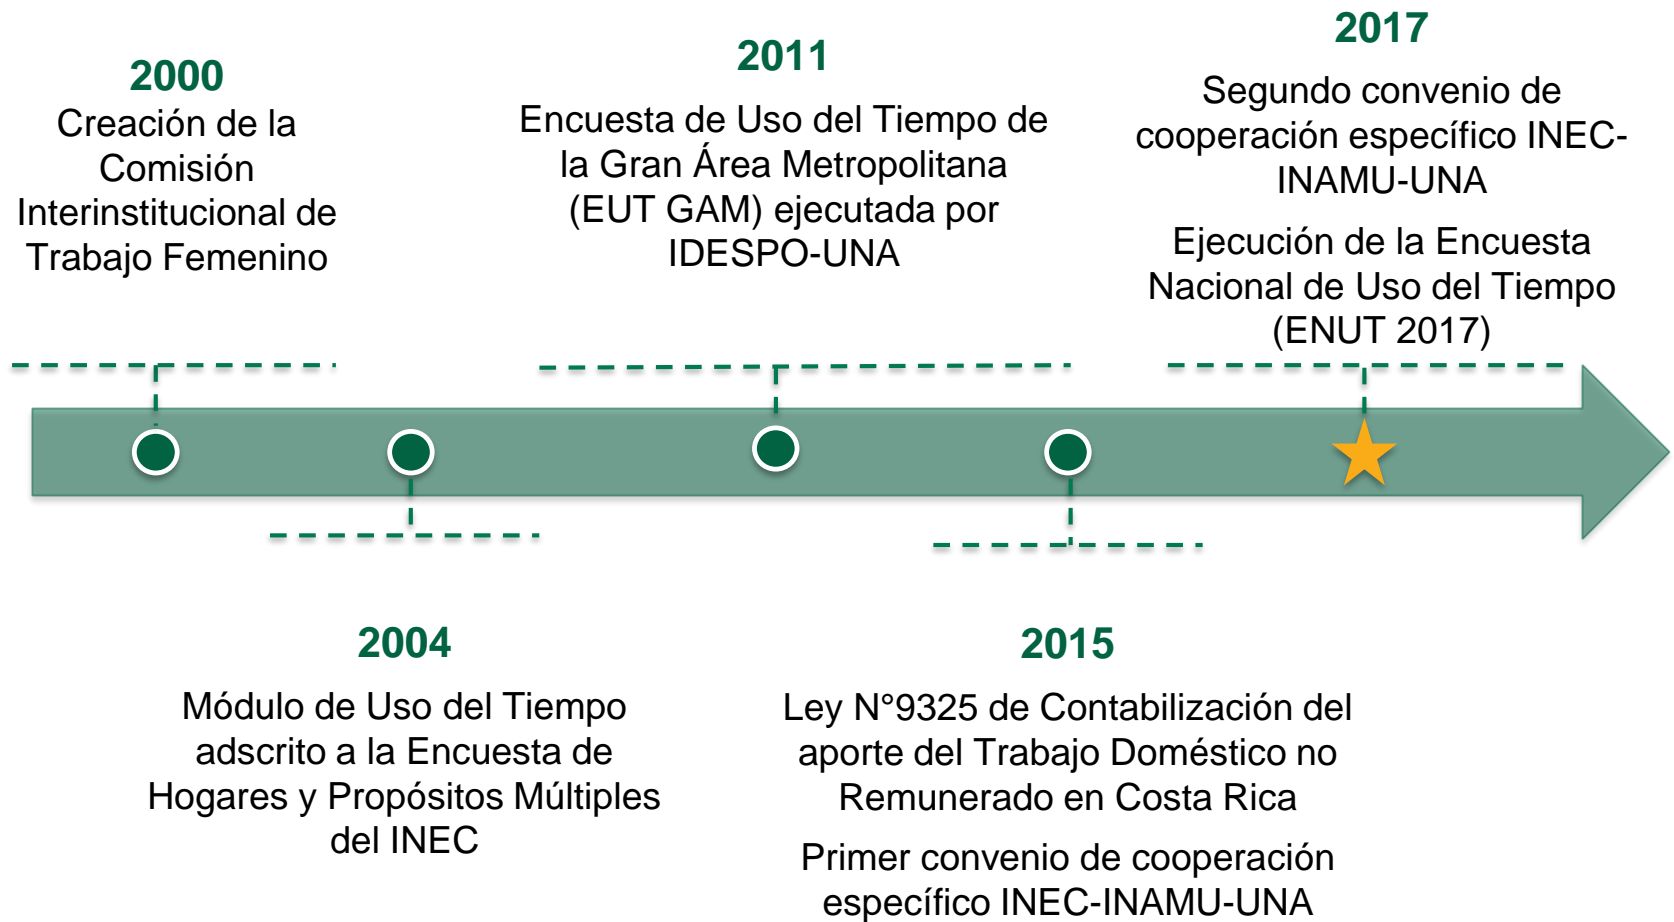 2000
Creación de la
Comisión
Interinstitucional de
Trabajo Femenino
2011
Encuesta de Uso del Tiempo de
la Gran Área Metropolitana
(EUT GAM) ejecutada por
IDESPO-UNA
2017
Segundo convenio de
cooperación específico INEC-
INAMU-UNA
Ejecución de la Encuesta
Nacional de Uso del Tiempo
(ENUT 2017)
2004
Módulo de Uso del Tiempo
adscrito a la Encuesta de
Hogares y Propósitos Múltiples
del INEC
2015
Ley N°9325 de Contabilización del
aporte del Trabajo Doméstico no
Remunerado en Costa Rica
Primer convenio de cooperación
específico INEC-INAMU-UNA